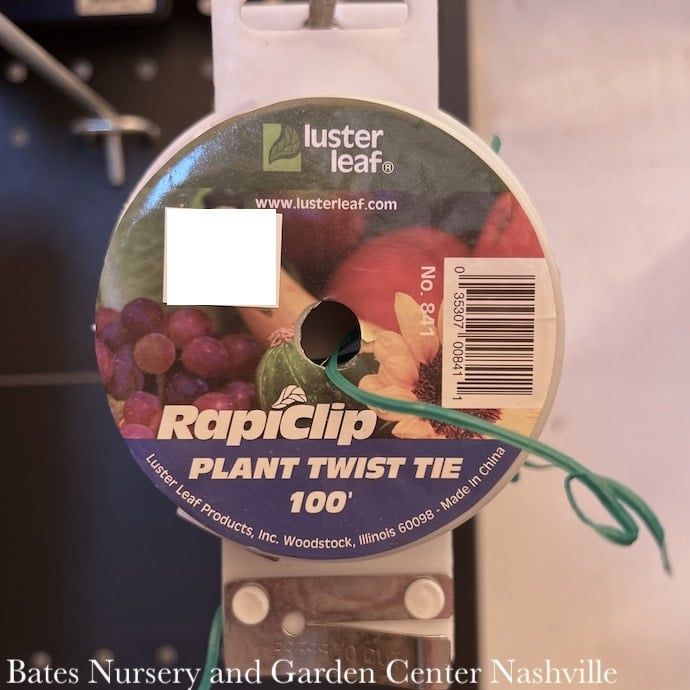 luster
leaf®
www.lusterleaf.com
No. 841
0 35307 00841 1
RapiClip
PLANT TWIST TIE
100'
Luster Leaf Products, Inc. Woodstock, Illinois 60098 - Made in China
Bates Nursery and Garden Center Nashville